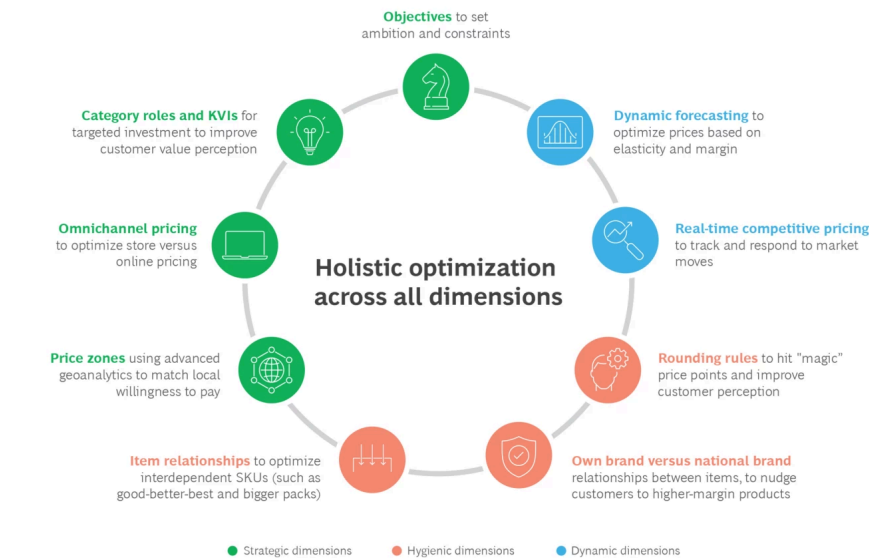 Objectives to set
ambition and constraints
Category roles and KVIs for
targeted investment to improve
customer value perception
Dynamic forecasting to
optimize prices based on
elasticity and margin
Omnichannel pricing
to optimize store versus
online pricing
Real-time competitive pricing
to track and respond to market
moves
Holistic optimization
across all dimensions
Price zones using advanced
geoanalytics to match local
willingness to pay
Rounding rules to hit "magic"
price points and improve
customer perception
Item relationships to optimize
interdependent SKUs (such as
good-better-best and bigger packs)
Own brand versus national brand
relationships between items, to nudge
customers to higher-margin products
Strategic dimensions
Hygienic dimensions
Dynamic dimensions